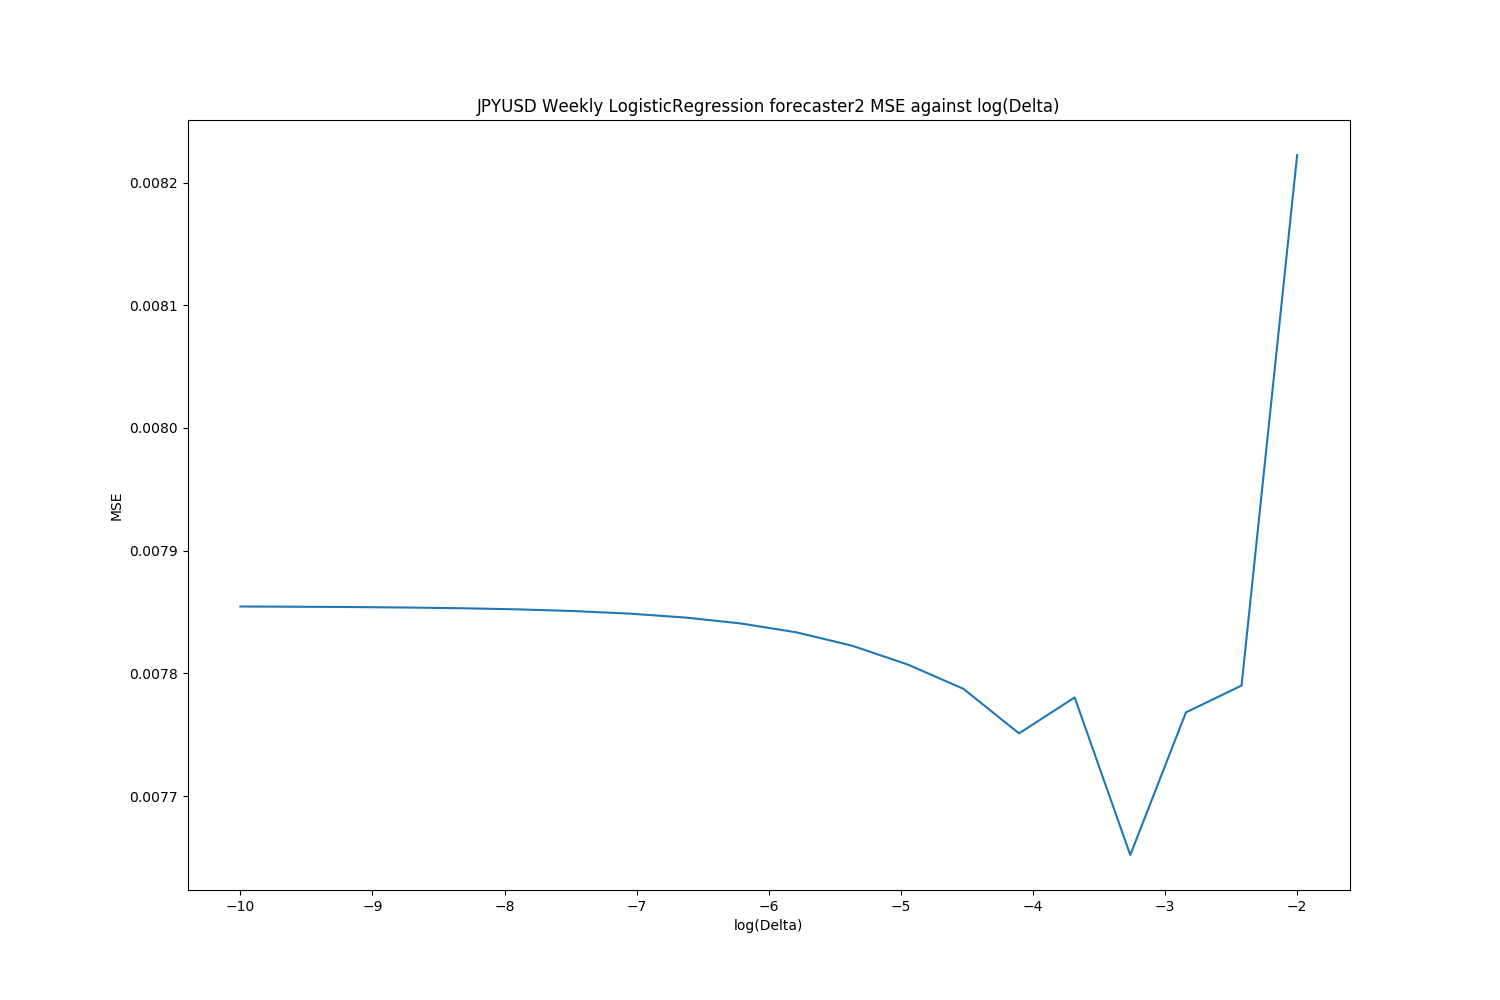 JPYUSD Weekly LogisticRegression forecaster2 MSE against log(Delta)
0.0082
0.0081
0.0080
0.0079
0.0078
0.0077
MSE
−10 −9 −8 −7 −6 −5 −4 −3 −2
log(Delta)